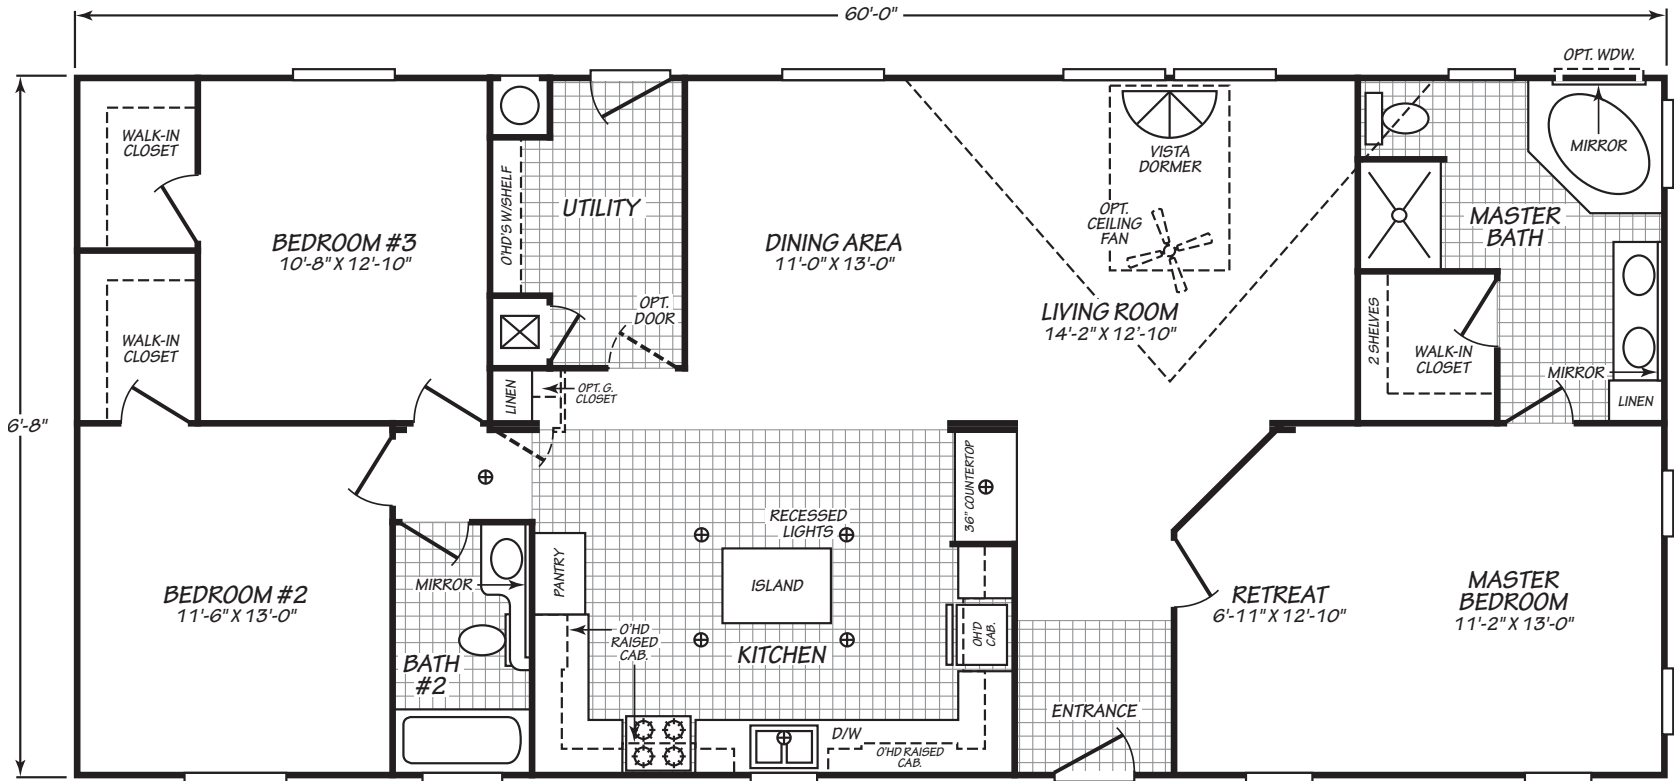 60'-0"
OPT. WDW.
WALK-IN
CLOSET
O'HD'S W/SHELF
UTILITY
VISTA
DORMER
MIRROR
BEDROOM #3
10'-8" X 12'-10"
DINING AREA
11'-0" X 13'-0"
OPT.
CEILING
FAN
MASTER
BATH
WALK-IN
CLOSET
OPT.
DOOR
LIVING ROOM
14'-2" X 12'-10"
2 SHELVES
WALK-IN
CLOSET
MIRROR
LINEN
LINEN
OPT. G.
CLOSET
6'-8"
36" COUNTERTOP
RECESSED
LIGHTS
BEDROOM #2
11'-6" X 13'-0"
MIRROR
PANTRY
ISLAND
RETREAT
6'-11" X 12'-10"
MASTER
BEDROOM
11'-2" X 13'-0"
O'HD
RAISED
CAB.
OH'D
CAB.
BATH
#2
KITCHEN
ENTRANCE
D/W
O'HD RAISED
CAB.